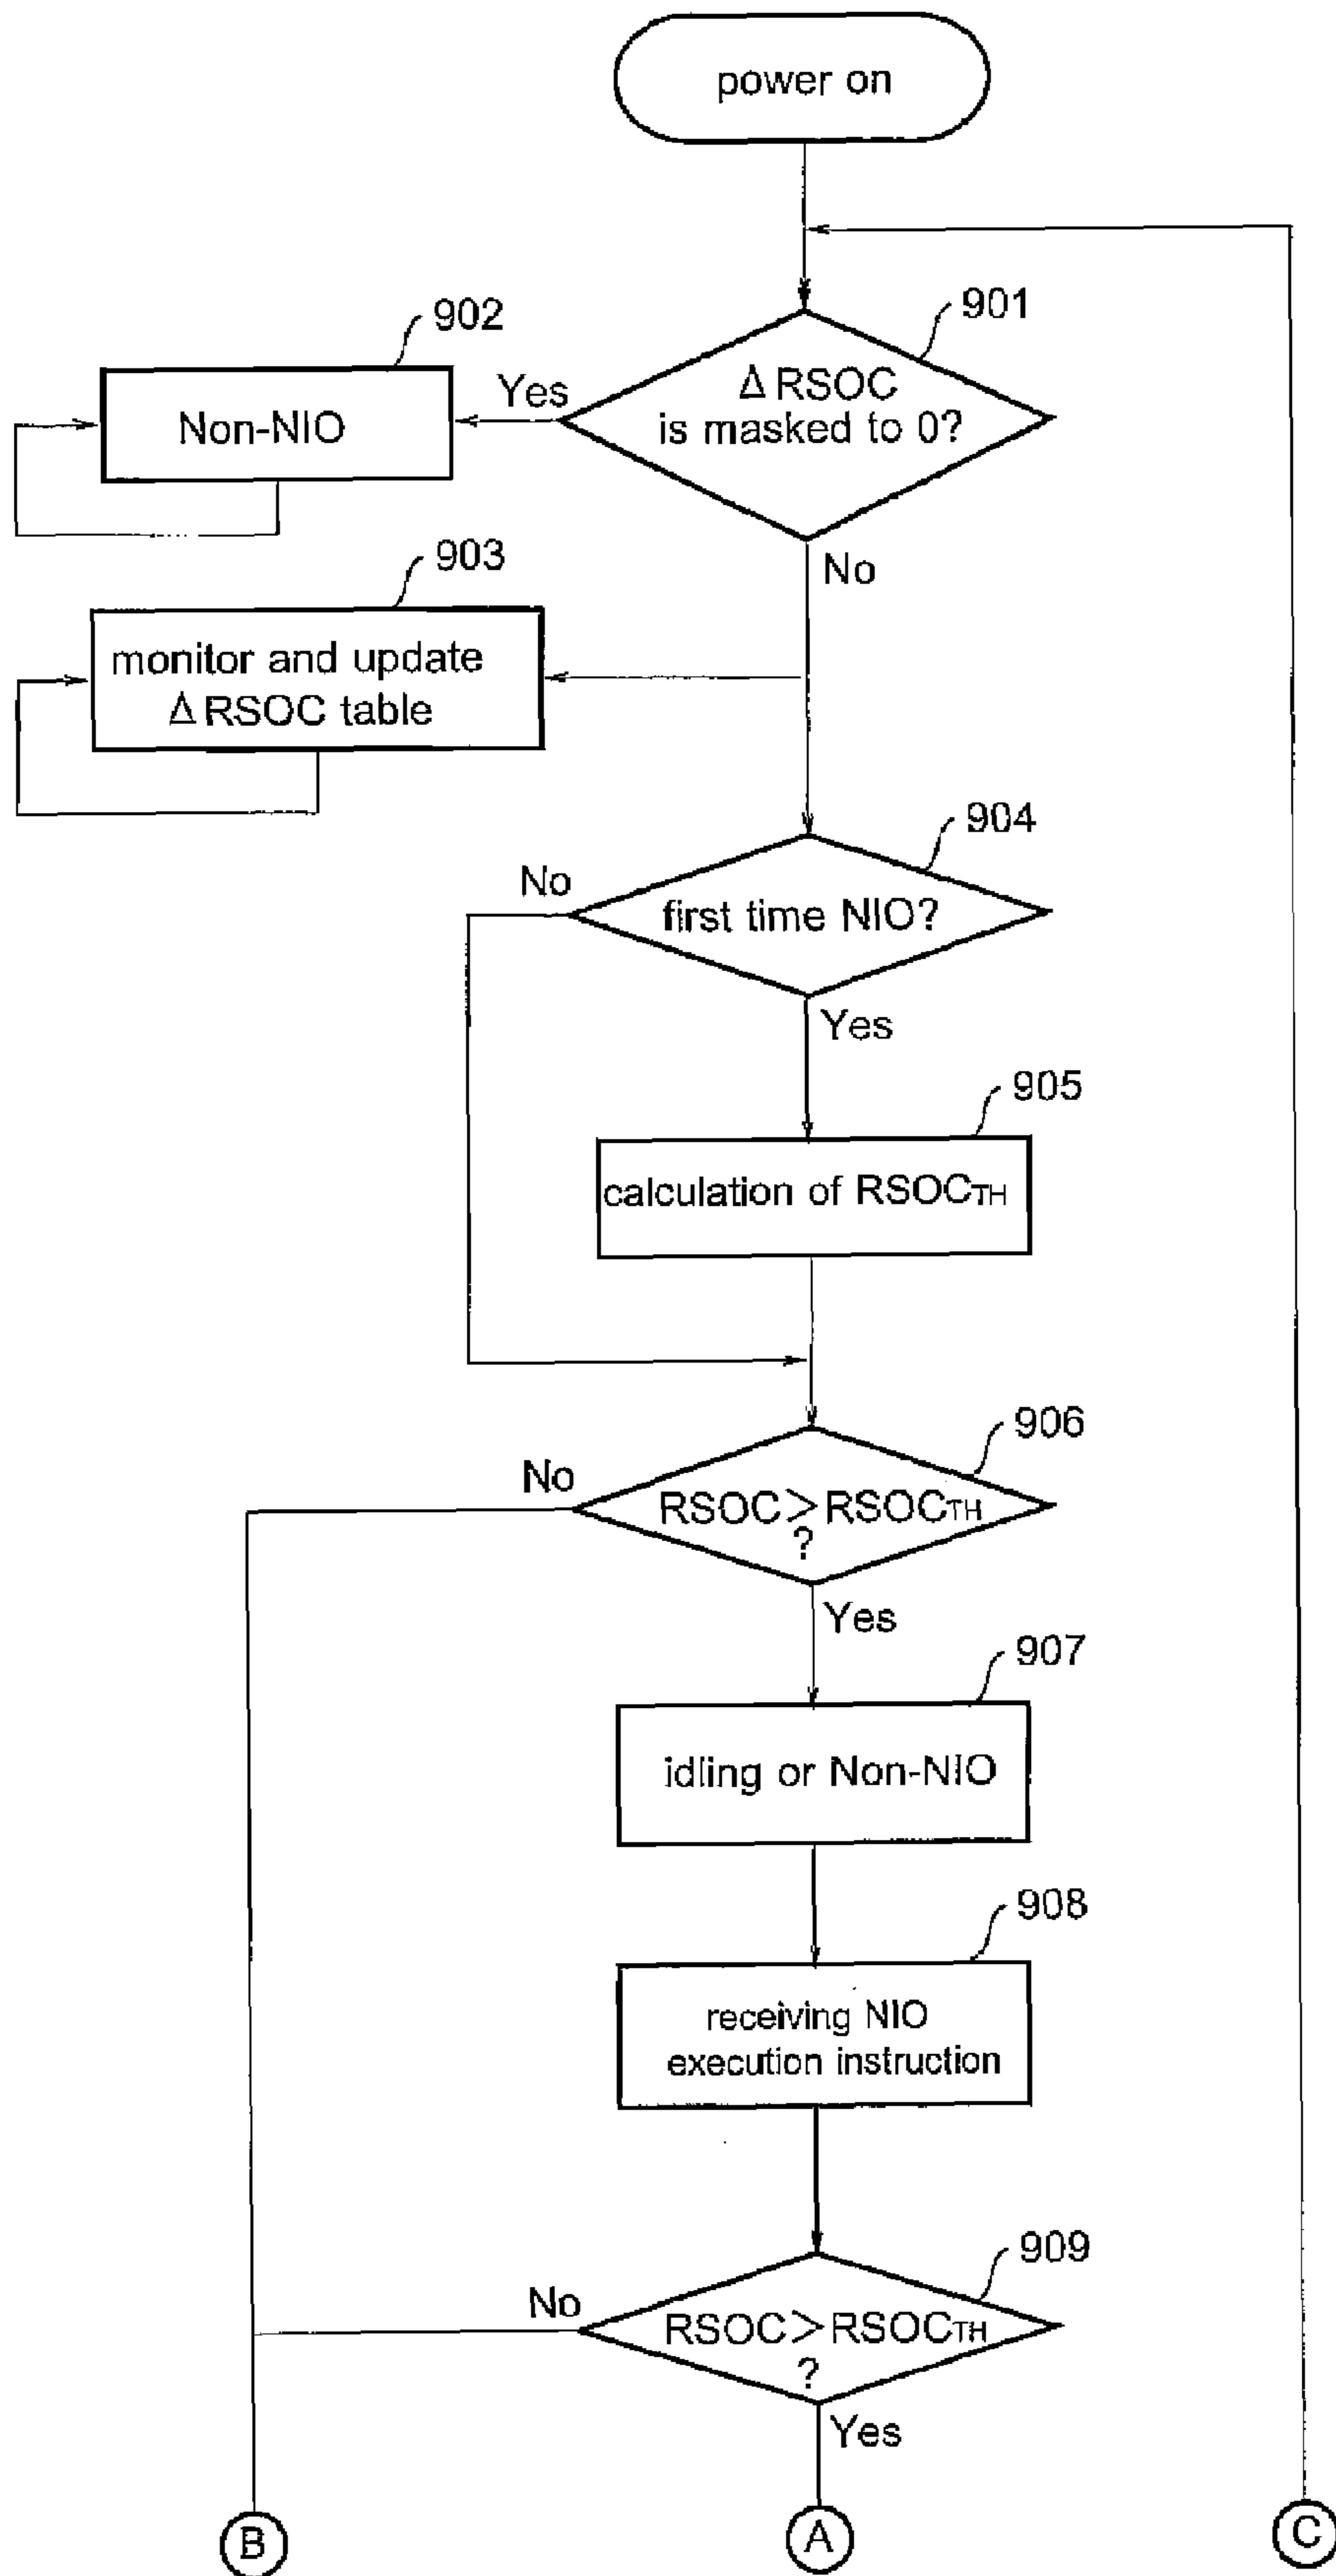 power on
901
Δ RSOC
is masked to 0?
Yes
902
Non-NIO
No
903
monitor and update
Δ RSOC table
904
first time NIO?
No
Yes
905
calculation of RSOCTH
906
No
RSOC>RSOCTH
?
Yes
907
idling or Non-NIO
908
receiving NIO
execution instruction
909
No
RSOC>RSOCTH
?
Yes
B
A
C